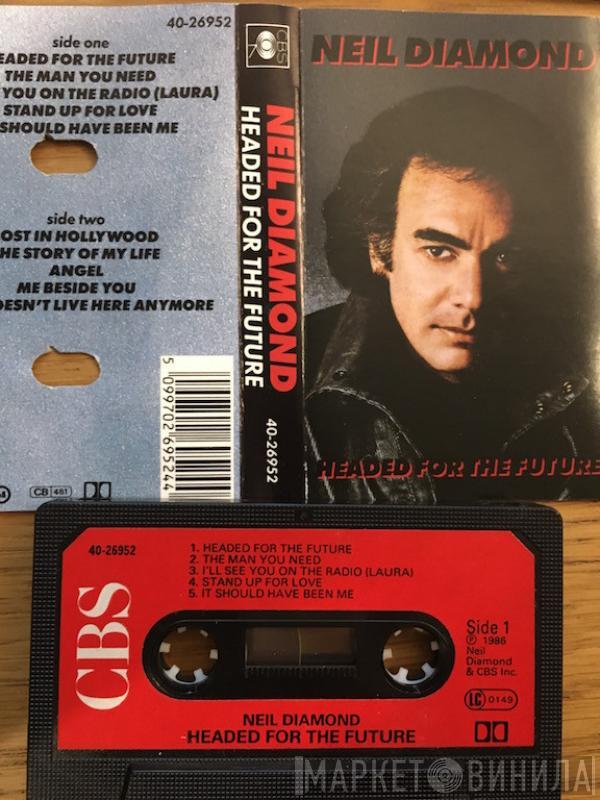 40-26952
side one
EADED FOR THE FUTURE
THE MAN YOU NEED
YOU ON THE RADIO (LAURA)
STAND UP FOR LOVE
SHOULD HAVE BEEN ME
side two
OST IN HOLLYWOOD
HE STORY OF MY LIFE
ANGEL
ME BESIDE YOU
OESN'T LIVE HERE ANYMORE
5 099702 695244
CB 481
CBS
NEIL DIAMOND
HEADED FOR THE FUTURE
40-26952
NEIL DIAMOND
HEADED FOR THE FUTURE
40-26952
1. HEADED FOR THE FUTURE
2. THE MAN YOU NEED
3. I'LL SEE YOU ON THE RADIO (LAURA)
4. STAND UP FOR LOVE
5. IT SHOULD HAVE BEEN ME
CBS
Side 1
℗ 1986
Neil
Diamond
& CBS Inc.
LC 0149
NEIL DIAMOND
HEADED FOR THE FUTURE
МАРКЕТ ВИНИЛА